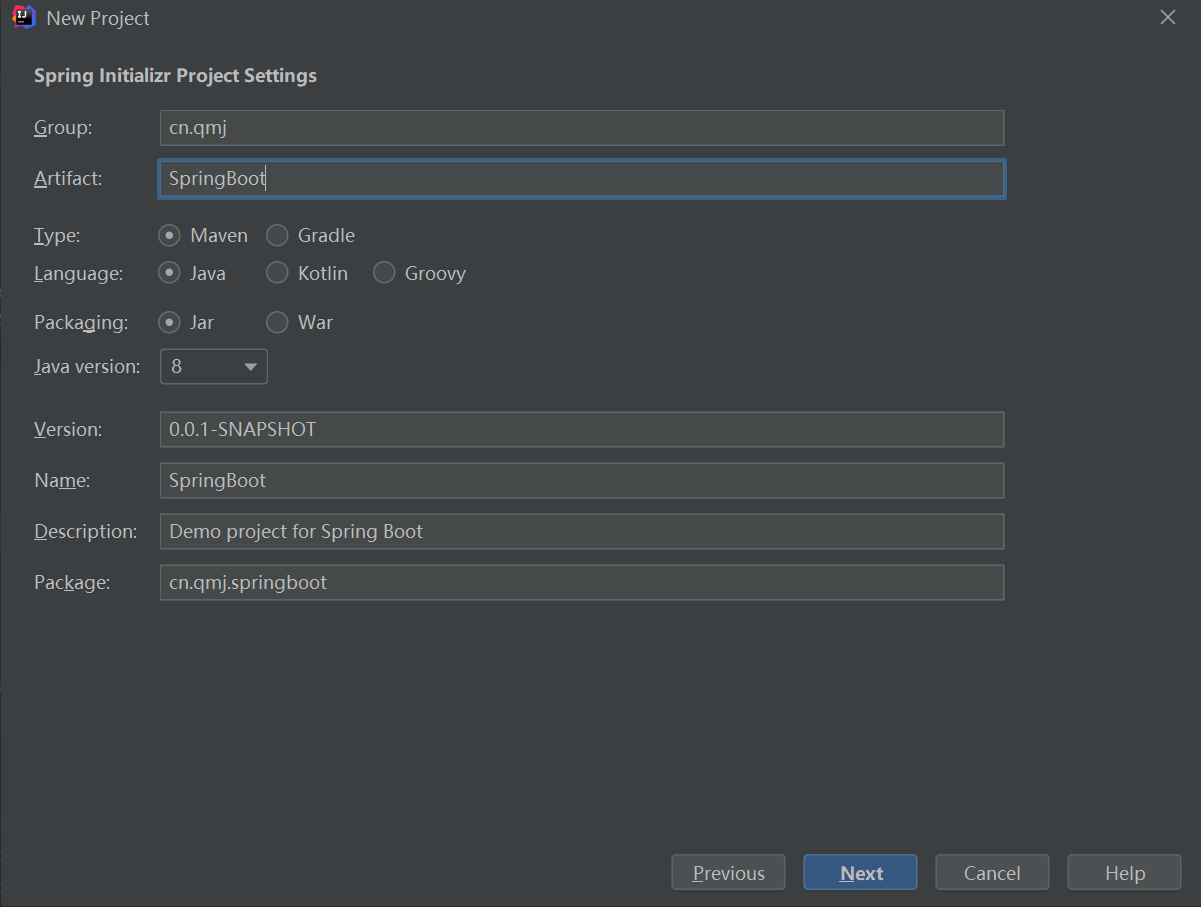 New Project
Spring Initializr Project Settings
Group: cn.qmj
Artifact: SpringBoot
Type: Maven Gradle
Language: Java Kotlin Groovy
Packaging: Jar War
Java version: 8
Version: 0.0.1-SNAPSHOT
Name: SpringBoot
Description: Demo project for Spring Boot
Package: cn.qmj.springboot
Previous Next Cancel Help